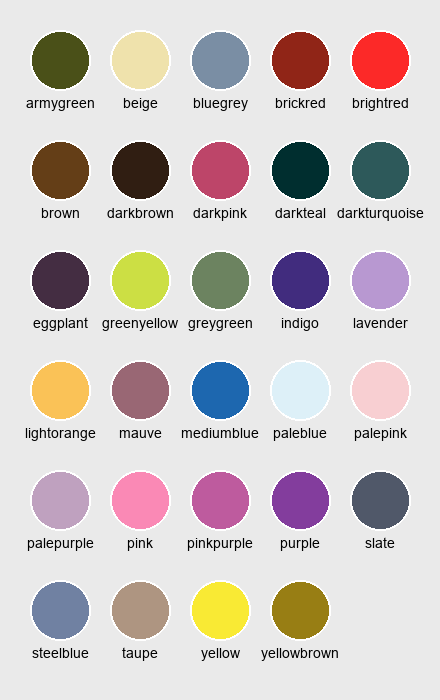 armygreen beige bluegrey brickred brightred
brown darkbrown darkpink darkteal darkturquoise
eggplant greenyellow greygreen indigo lavender
lightorange mauve mediumblue paleblue palepink
palepurple pink pinkpurple purple slate
steelblue taupe yellow yellowbrown